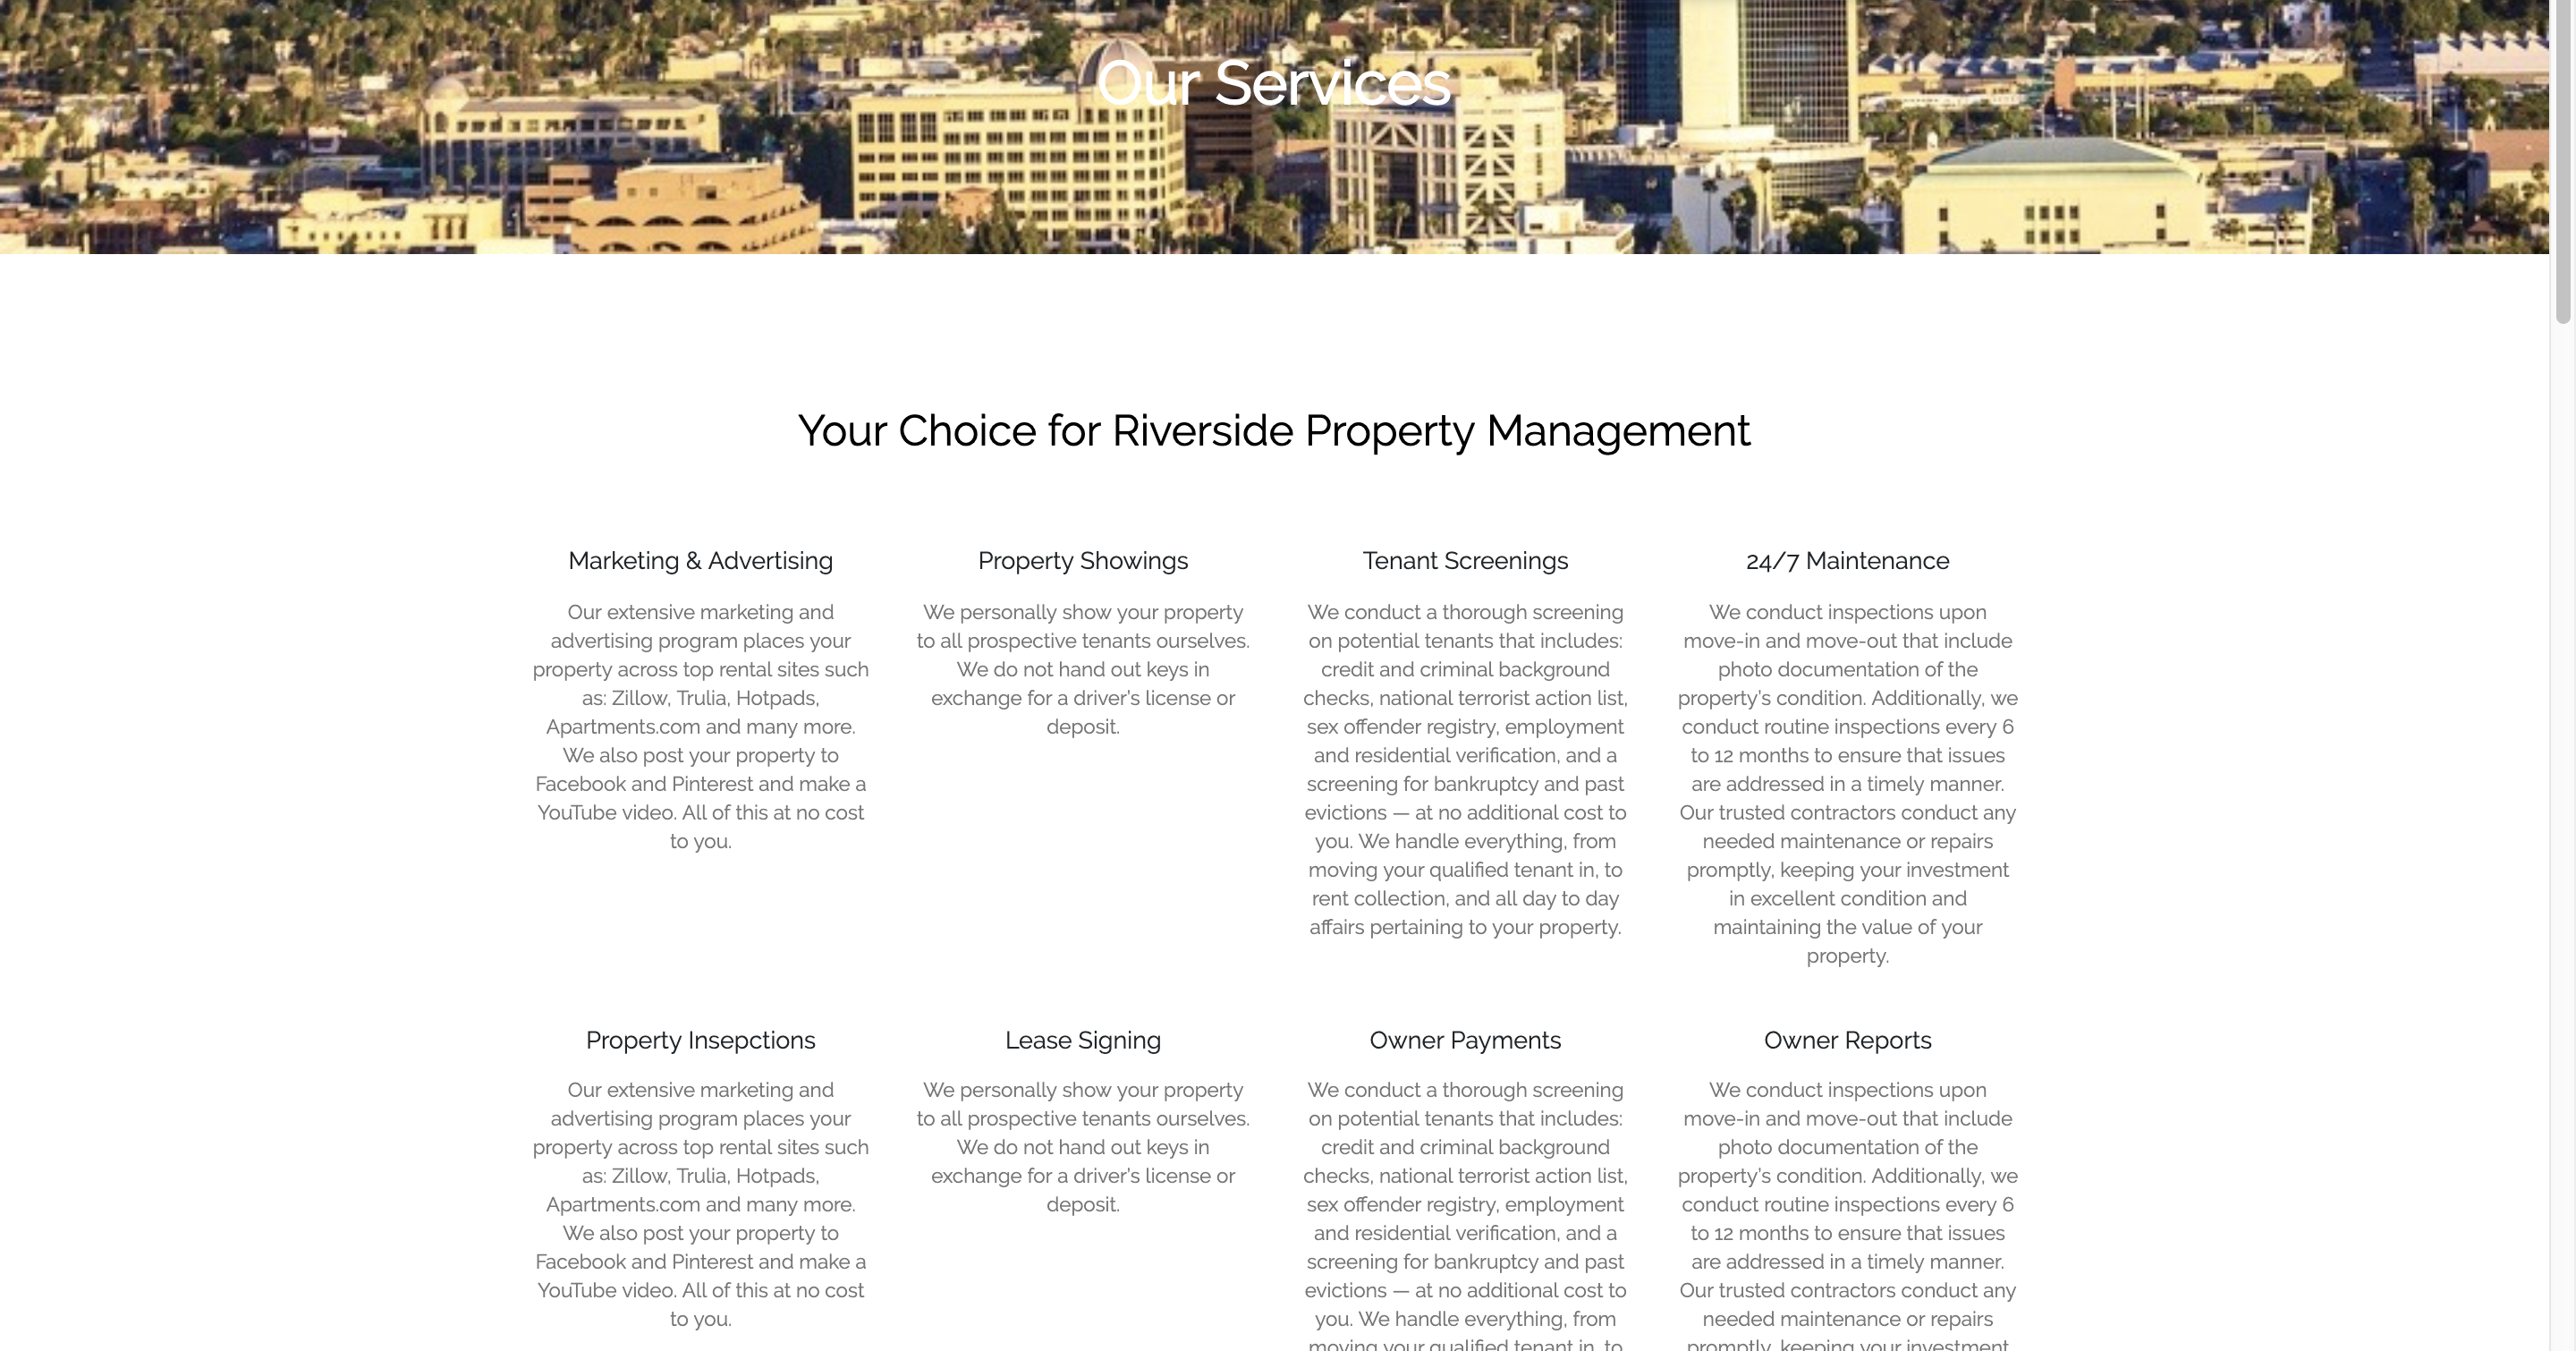 Our Services
Your Choice for Riverside Property Management
Marketing & Advertising
Our extensive marketing and
advertising program places your
property across top rental sites such
as: Zillow, Trulia, Hotpads,
Apartments.com and many more.
We also post your property to
Facebook and Pinterest and make a
YouTube video. All of this at no cost
to you.
Property Showings
We personally show your property
to all prospective tenants ourselves.
We do not hand out keys in
exchange for a driver's license or
deposit.
Tenant Screenings
We conduct a thorough screening
on potential tenants that includes:
credit and criminal background
checks, national terrorist action list,
sex offender registry, employment
and residential verification, and a
screening for bankruptcy and past
evictions — at no additional cost to
you. We handle everything, from
moving your qualified tenant in, to
rent collection, and all day to day
affairs pertaining to your property.
24/7 Maintenance
We conduct inspections upon
move-in and move-out that include
photo documentation of the
property's condition. Additionally, we
conduct routine inspections every 6
to 12 months to ensure that issues
are addressed in a timely manner.
Our trusted contractors conduct any
needed maintenance or repairs
promptly, keeping your investment
in excellent condition and
maintaining the value of your
property.
Property Insepctions
Our extensive marketing and
advertising program places your
property across top rental sites such
as: Zillow, Trulia, Hotpads,
Apartments.com and many more.
We also post your property to
Facebook and Pinterest and make a
YouTube video. All of this at no cost
to you.
Lease Signing
We personally show your property
to all prospective tenants ourselves.
We do not hand out keys in
exchange for a driver's license or
deposit.
Owner Payments
We conduct a thorough screening
on potential tenants that includes:
credit and criminal background
checks, national terrorist action list,
sex offender registry, employment
and residential verification, and a
screening for bankruptcy and past
evictions — at no additional cost to
you. We handle everything, from
moving your qualified tenant in, to
Owner Reports
We conduct inspections upon
move-in and move-out that include
photo documentation of the
property's condition. Additionally, we
conduct routine inspections every 6
to 12 months to ensure that issues
are addressed in a timely manner.
Our trusted contractors conduct any
needed maintenance or repairs
promptly, keeping your investment